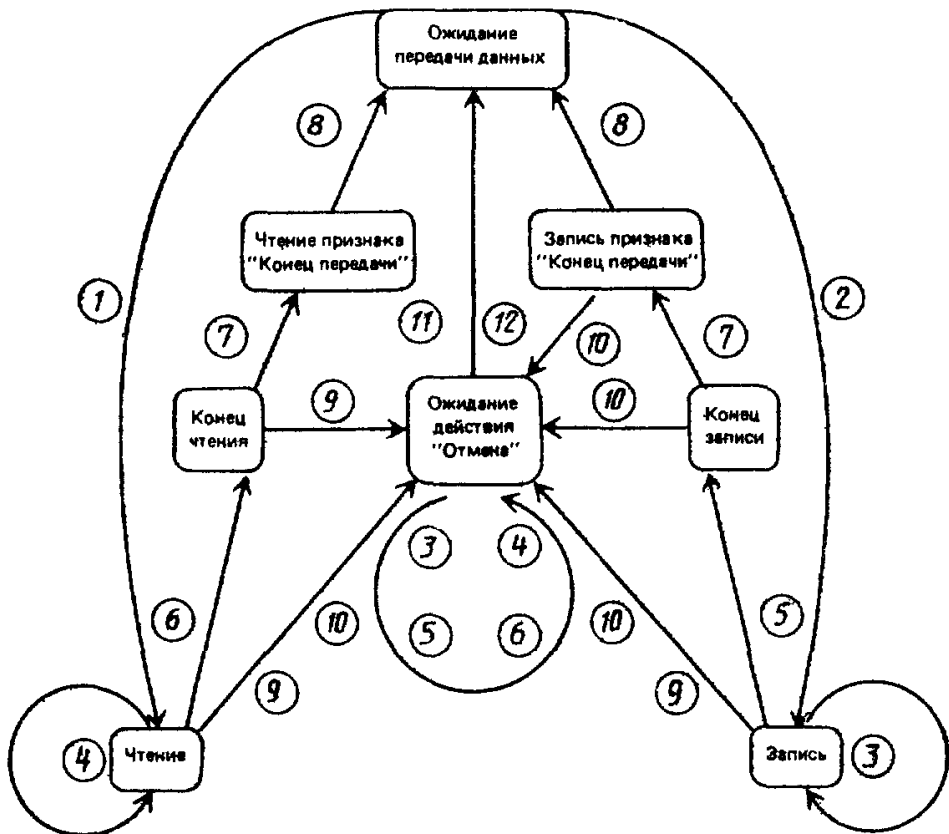 Ожидание
передачи данных
8
8
Чтение признака
"Конец передачи"
Запись признака
"Конец передачи"
1
2
7
11
12
10
7
9
10
Конец
чтения
Ожидание
действия
"Отмена"
Конец
записи
3
4
6
10
5
6
10
5
9
9
4
Чтение
Запись
3